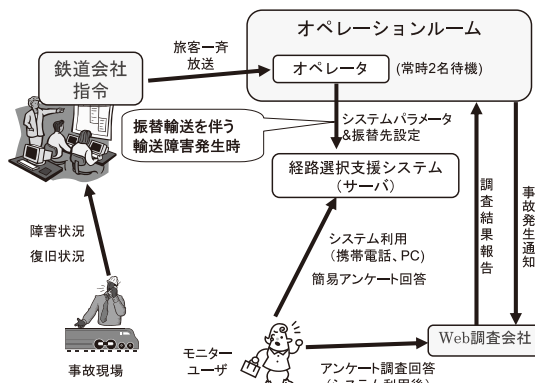 オペレーションルーム
鉄道会社
指令
旅客一斉
放送
オペレータ
(常時2名待機)
振替輸送を伴う
輸送障害発生時
システムパラメータ
&振替先設定
経路選択支援システム
(サーバ)
調査結果報告
事故発生通知
障害状況
復旧状況
システム利用
(携帯電話、PC)
簡易アンケート回答
モニター
ユーザ
Web調査会社
事故現場
アンケート調査回答
(システム利用後)